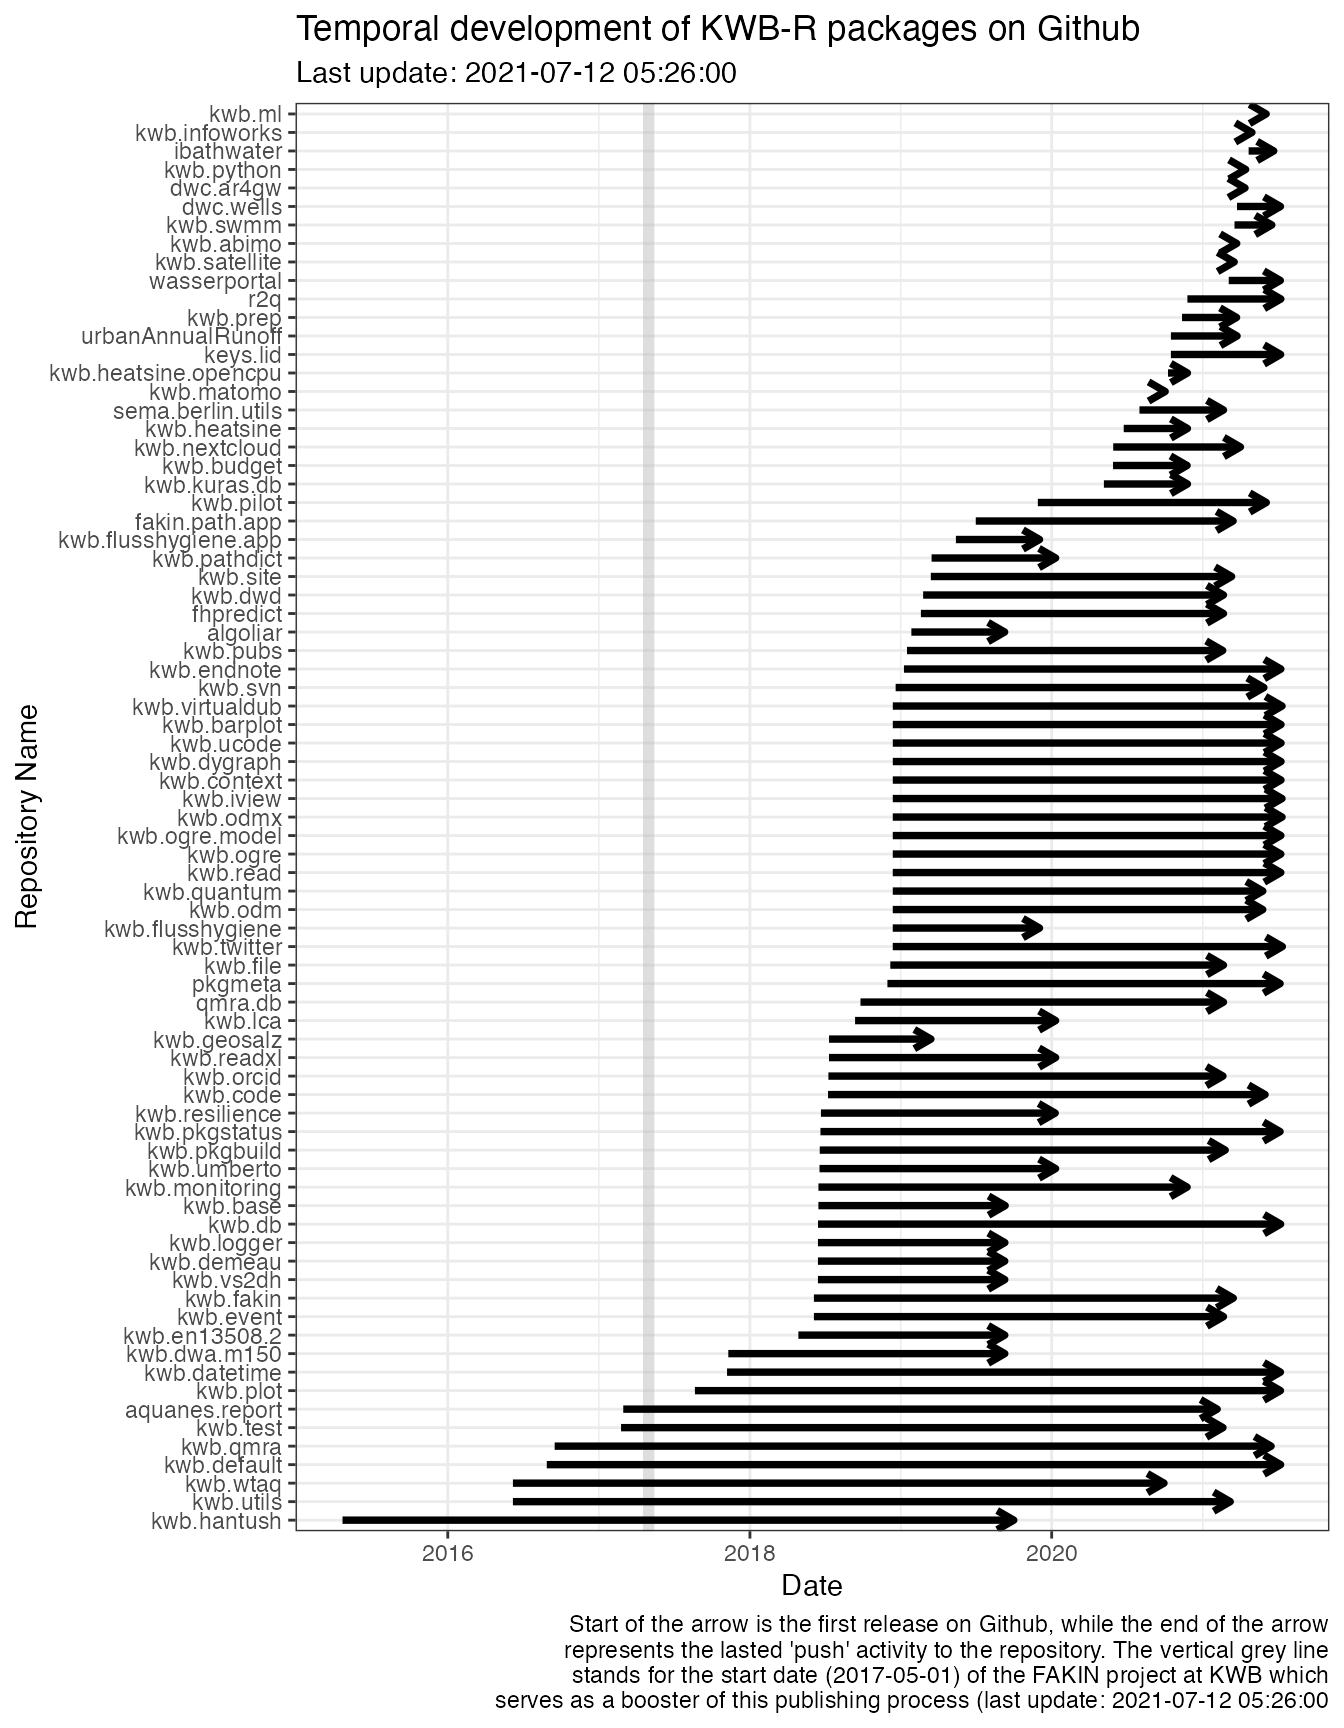 Temporal development of KWB-R packages on Github
Last update: 2021-07-12 05:26:00
Repository Name
kwb.ml
kwb.infoworks
ibathwater
kwb.python
dwc.ar4gw
dwc.wells
kwb.swmm
kwb.abimo
kwb.satellite
wasserportal
r2q
kwb.prep
urbanAnnualRunoff
keys.lid
kwb.heatsine.opencpu
kwb.matomo
sema.berlin.utils
kwb.heatsine
kwb.nextcloud
kwb.budget
kwb.kuras.db
kwb.pilot
fakin.path.app
kwb.flusshygiene.app
kwb.pathdict
kwb.site
kwb.dwd
fhpredict
algoliar
kwb.pubs
kwb.endnote
kwb.svn
kwb.virtualdub
kwb.barplot
kwb.ucode
kwb.dygraph
kwb.context
kwb.iview
kwb.odmx
kwb.ogre.model
kwb.ogre
kwb.read
kwb.quantum
kwb.odm
kwb.flusshygiene
kwb.twitter
kwb.file
pkgmeta
qmra.db
kwb.lca
kwb.geosalz
kwb.readxl
kwb.orcid
kwb.code
kwb.resilience
kwb.pkgstatus
kwb.pkgbuild
kwb.umberto
kwb.monitoring
kwb.base
kwb.db
kwb.logger
kwb.demeau
kwb.vs2dh
kwb.fakin
kwb.event
kwb.en13508.2
kwb.dwa.m150
kwb.datetime
kwb.plot
aquanes.report
kwb.test
kwb.qmra
kwb.default
kwb.wtaq
kwb.utils
kwb.hantush
2016 2018 2020
Date
Start of the arrow is the first release on Github, while the end of the arrow
represents the lasted 'push' activity to the repository. The vertical grey line
stands for the start date (2017-05-01) of the FAKIN project at KWB which
serves as a booster of this publishing process (last update: 2021-07-12 05:26:00